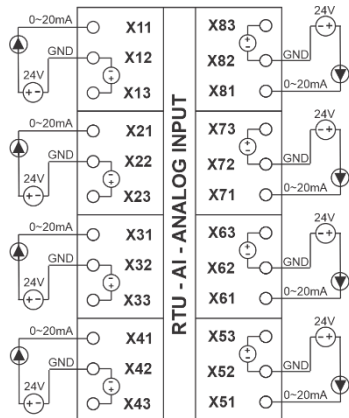 0~20mA
X11
GND
X12
24V
X13
0~20mA
X21
GND
X22
24V
X23
0~20mA
X31
GND
X32
24V
X33
0~20mA
X41
GND
X42
24V
X43
RTU - AI - ANALOG INPUT
X83
24V
X82
GND
X81
0~20mA
X73
24V
X72
GND
X71
0~20mA
X63
24V
X62
GND
X61
0~20mA
X53
24V
X52
GND
X51
0~20mA